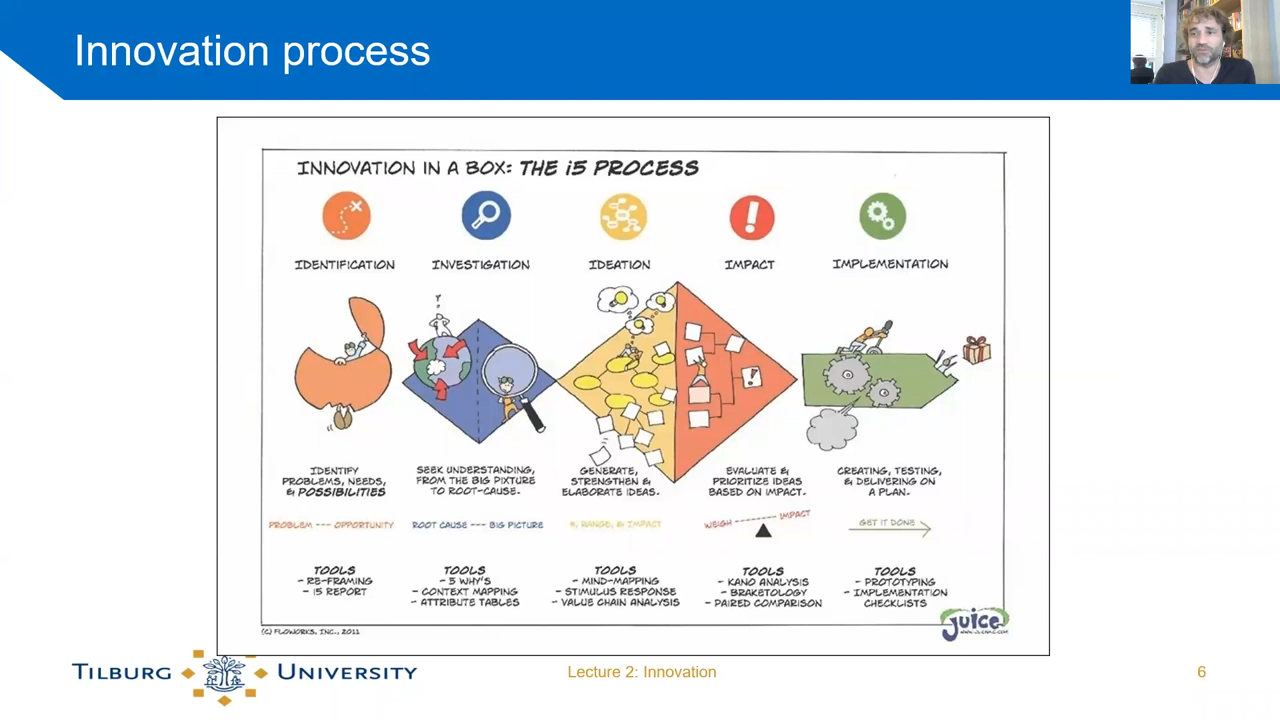 Innovation process
INNOVATION IN A BOX: THE i5 PROCESS
IDENTIFICATION
INVESTIGATION
IDEATION
IMPACT
IMPLEMENTATION
IDENTIFY
PROBLEMS, NEEDS,
& POSSIBILITIES
SEEK UNDERSTANDING,
FROM THE BIG PIXTURE
TO ROOT-CAUSE.
GENERATE,
STRENGTHEN &
ELABORATE IDEAS.
EVALUATE &
PRIORITIZE IDEAS
BASED ON IMPACT.
CREATING, TESTING,
& DELIVERING ON
A PLAN.
PROBLEM --- OPPORTUNITY
ROOT CAUSE --- BIG PICTURE
#, RANGE, & IMPACT
WEIGH -------- IMPACT
GET IT DONE
TOOLS
- RE-FRAMING
- I5 REPORT
TOOLS
- 5 WHY'S
- CONTEXT MAPPING
- ATTRIBUTE TABLES
TOOLS
- MIND-MAPPING
- STIMULUS RESPONSE
- VALUE CHAIN ANALYSIS
TOOLS
- KANO ANALYSIS
- BRAKETOLOGY
- PAIRED COMPARISON
TOOLS
- PROTOTYPING
- IMPLEMENTATION
CHECKLISTS
(C) FLOWORKS, INC., 2011
juice
TILBURG UNIVERSITY
Lecture 2: Innovation
6